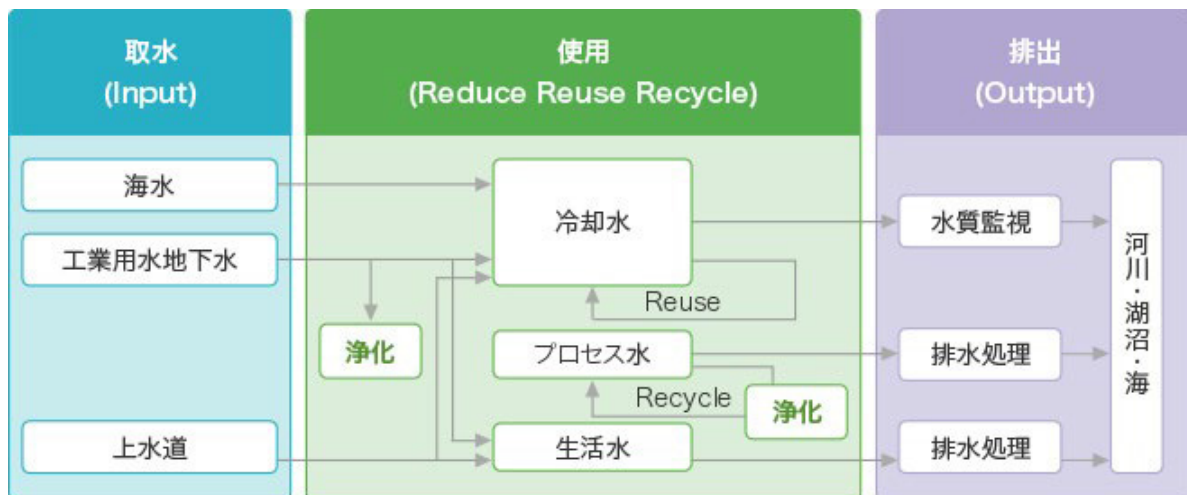 取水
(Input)
使用
(Reduce Reuse Recycle)
排出
(Output)
海水
工業用水地下水
浄化
上水道
冷却水
Reuse
プロセス水
Recycle
浄化
生活水
水質監視
排水処理
排水処理
河川・湖沼・海